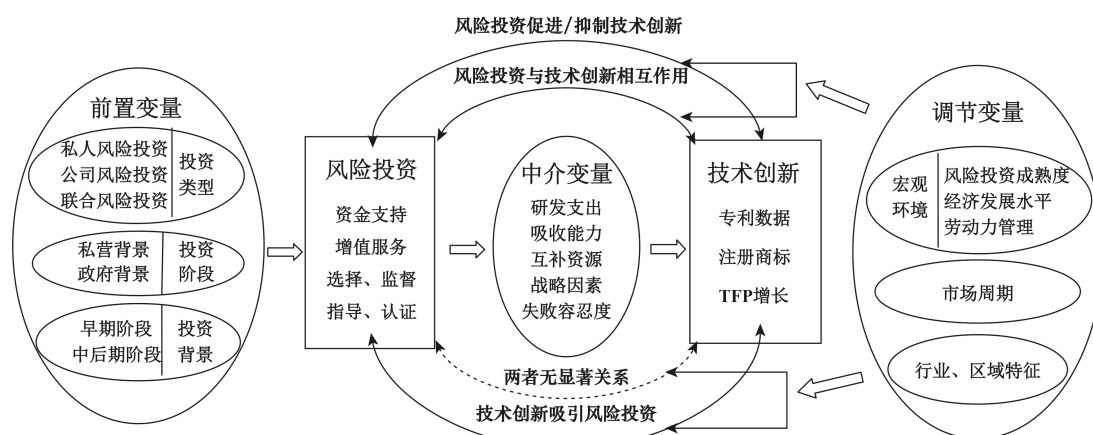 风险投资促进/抑制技术创新
风险投资与技术创新相互作用
前置变量
私人风险投资
公司风险投资
联合风险投资
投资
类型
私营背景
政府背景
投资
阶段
早期阶段
中后期阶段
投资
背景
风险投资
资金支持
增值服务
选择、监督
指导、认证
中介变量
研发支出
吸收能力
互补资源
战略因素
失败容忍度
技术创新
专利数据
注册商标
TFP增长
调节变量
宏观
环境
风险投资成熟度
经济发展水平
劳动力管理
市场周期
行业、区域特征
两者无显著关系
技术创新吸引风险投资